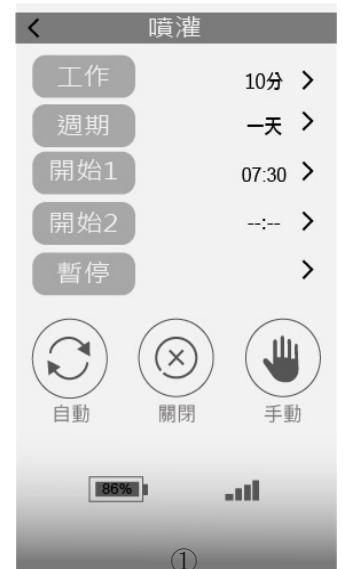 噴灌
工作 10分
週期 一天
開始1 07:30
開始2 --:--
暫停
自動 關閉 手動
86%
①